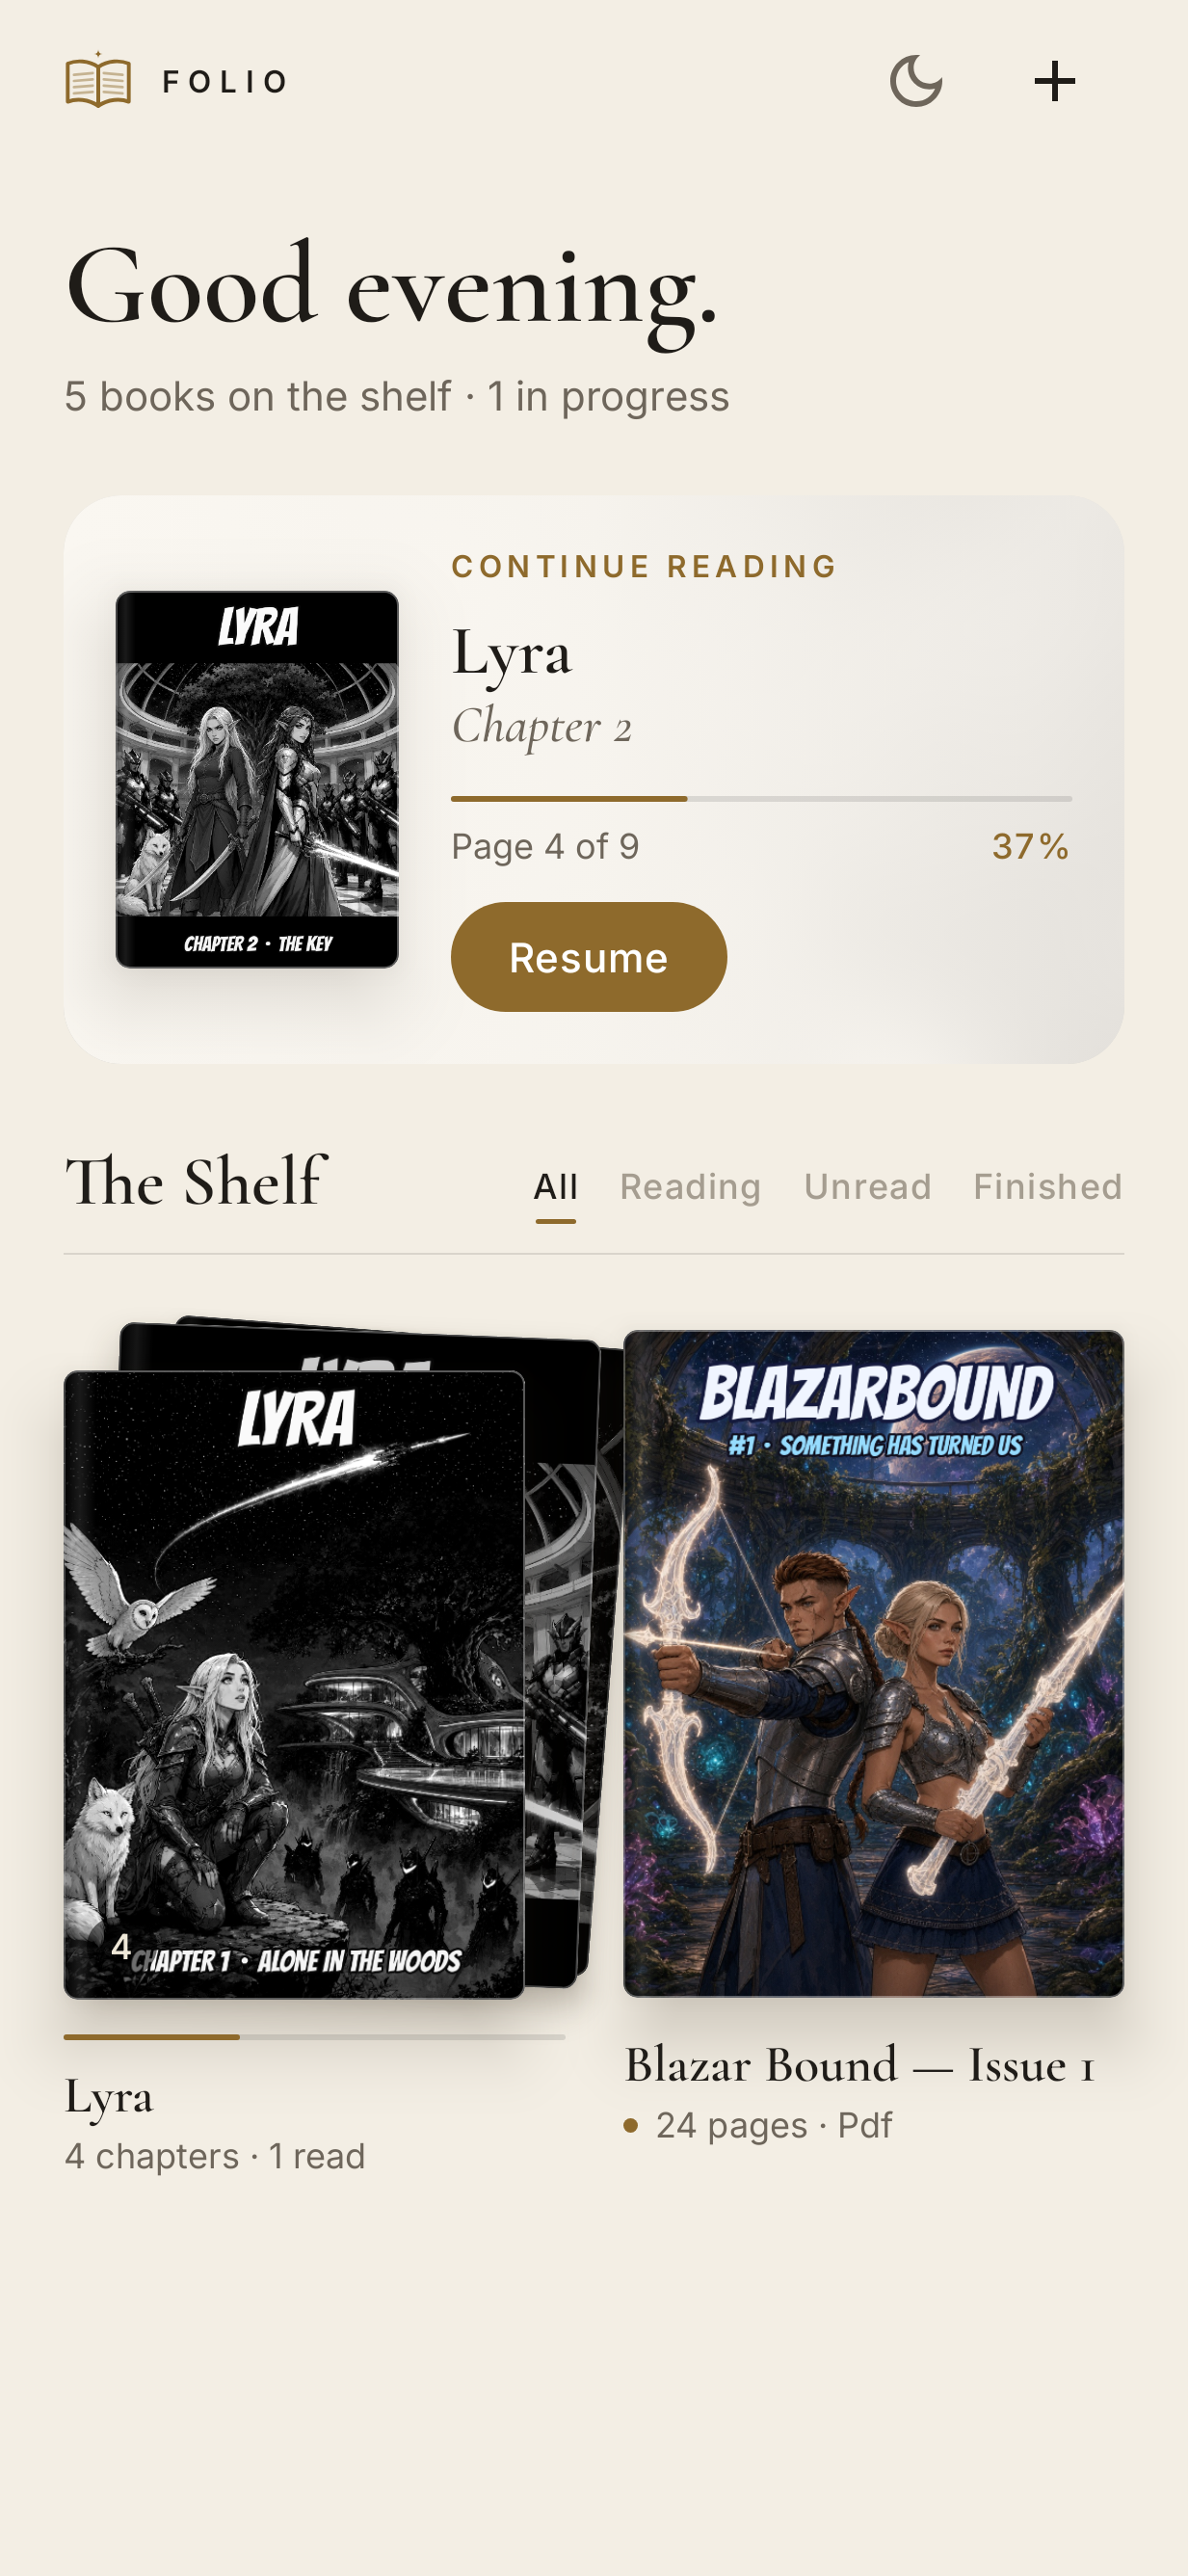 FOLIO
Good evening.
5 books on the shelf · 1 in progress
CONTINUE READING
LYRA
CHAPTER 2 · THE KEY
Lyra
Chapter 2
Page 4 of 9
37%
Resume
The Shelf
All Reading Unread Finished
LYRA
LYRA
4
CHAPTER 1 · ALONE IN THE WOODS
BLAZARBOUND
#1 · SOMETHING HAS TURNED US
Lyra
4 chapters · 1 read
Blazar Bound — Issue 1
24 pages · Pdf